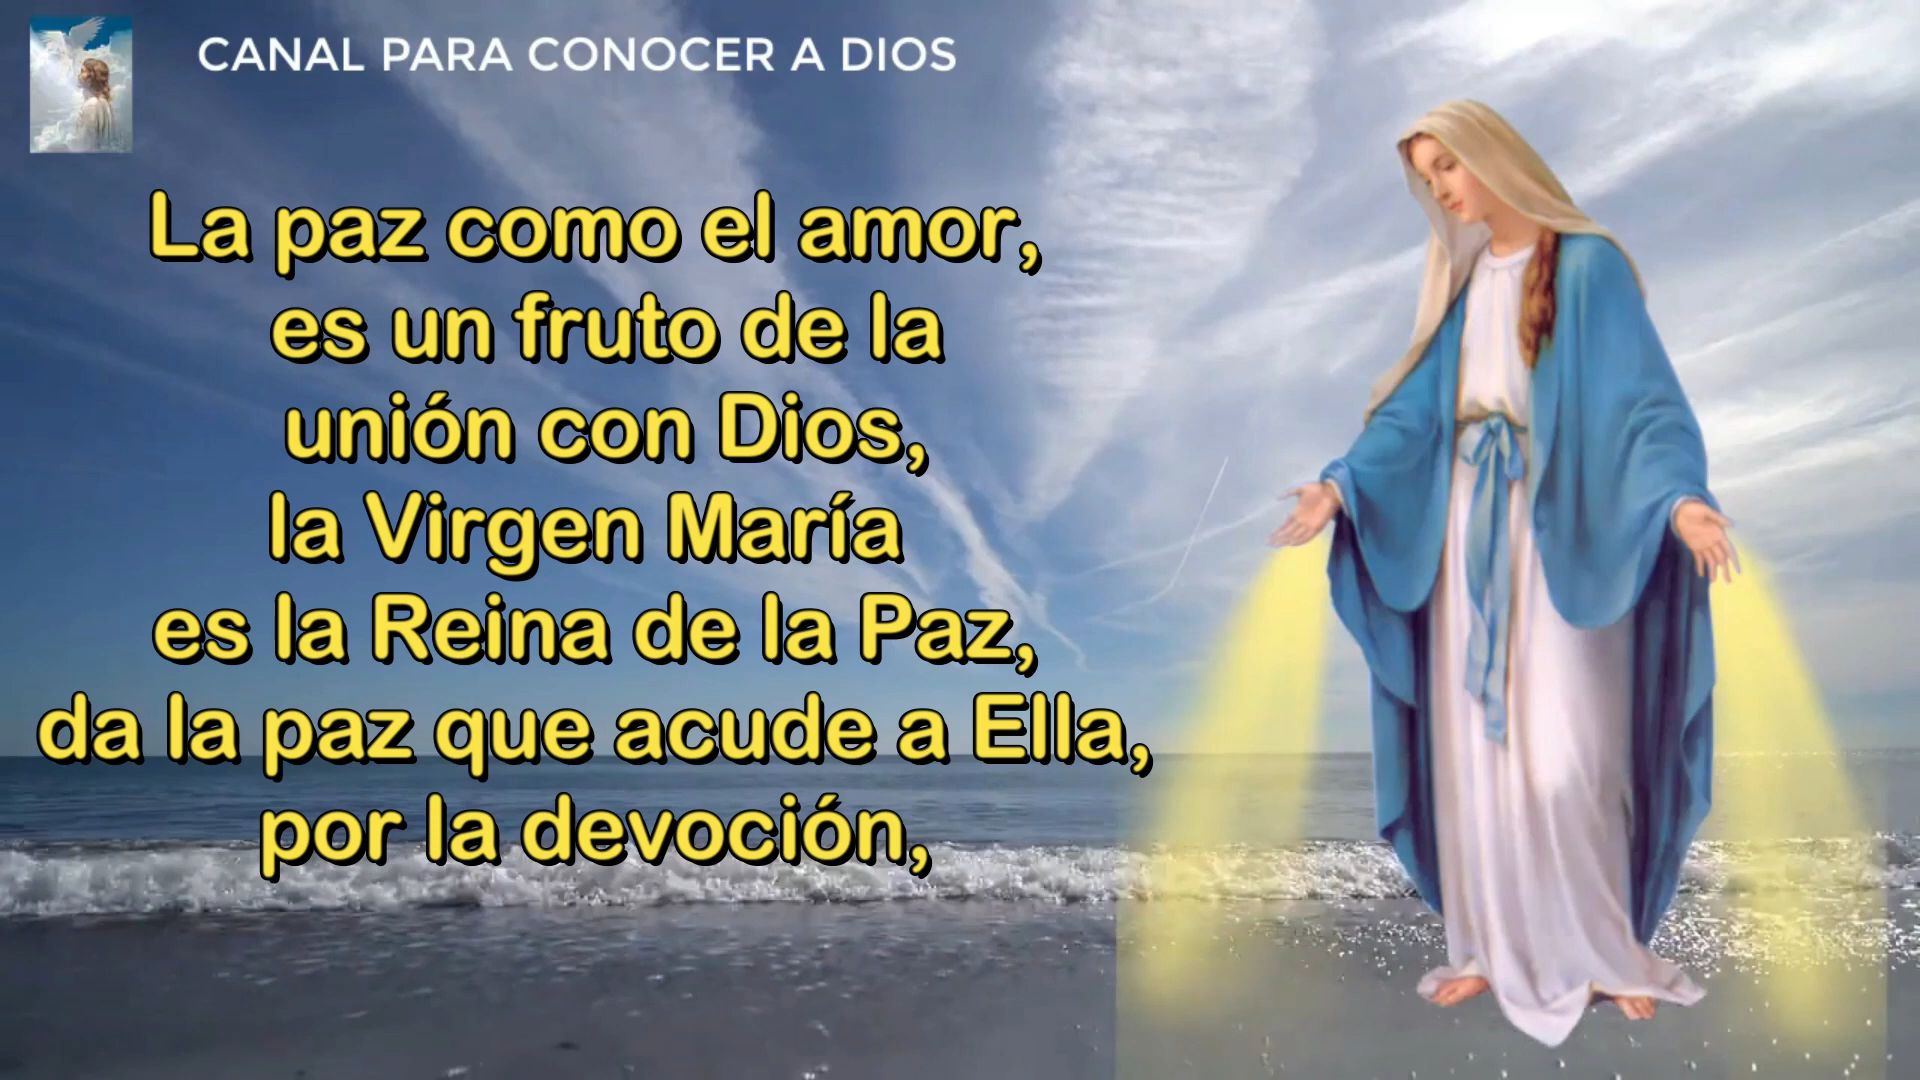 CANAL PARA CONOCER A DIOS
La paz como el amor,
es un fruto de la
unión con Dios,
la Virgen María
es la Reina de la Paz,
da la paz que acude a Ella,
por la devoción,